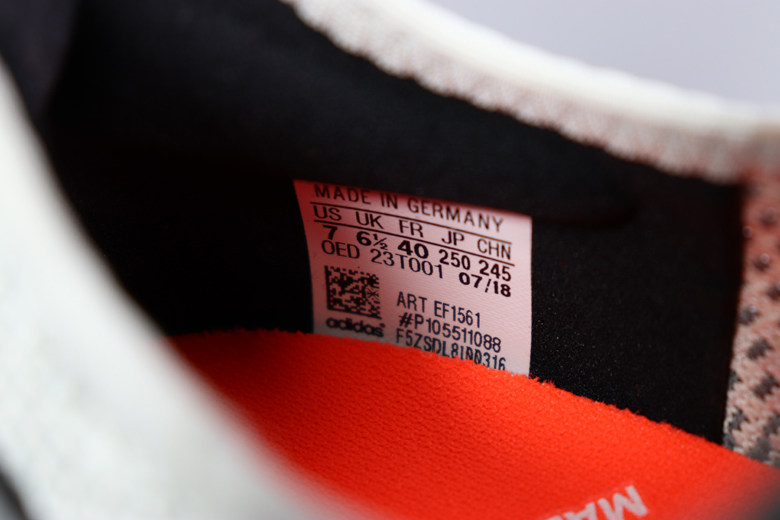 MADE IN GERMANY
US UK FR JP CHN
7 6½ 40 250 245
OED 23T001 07/18
ART EF1561
#P105511088
adidas
MA